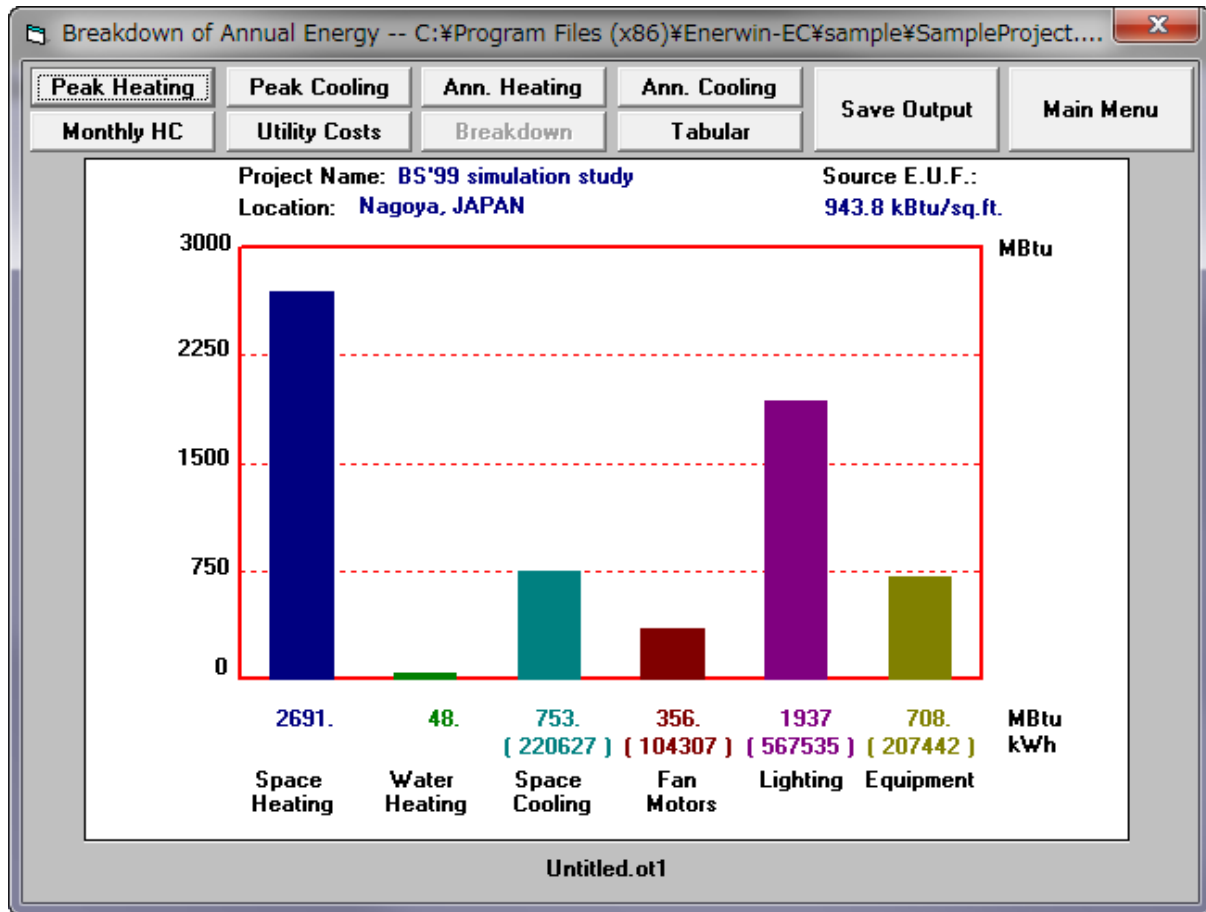 Breakdown of Annual Energy -- C:¥Program Files (x86)¥Enerwin-EC¥sample¥SampleProject....
X
Peak Heating Peak Cooling Ann. Heating Ann. Cooling Save Output Main Menu
Monthly HC Utility Costs Breakdown Tabular
Project Name: BS'99 simulation study Source E.U.F.:
Location: Nagoya, JAPAN 943.8 kBtu/sq.ft.
3000 MBtu
2250
1500
750
0
2691. 48. 753. 356. 1937 708. MBtu
( 220627 ) ( 104307 ) ( 567535 ) ( 207442 ) kWh
Space Water Space Fan Lighting Equipment
Heating Heating Cooling Motors
Untitled.ot1